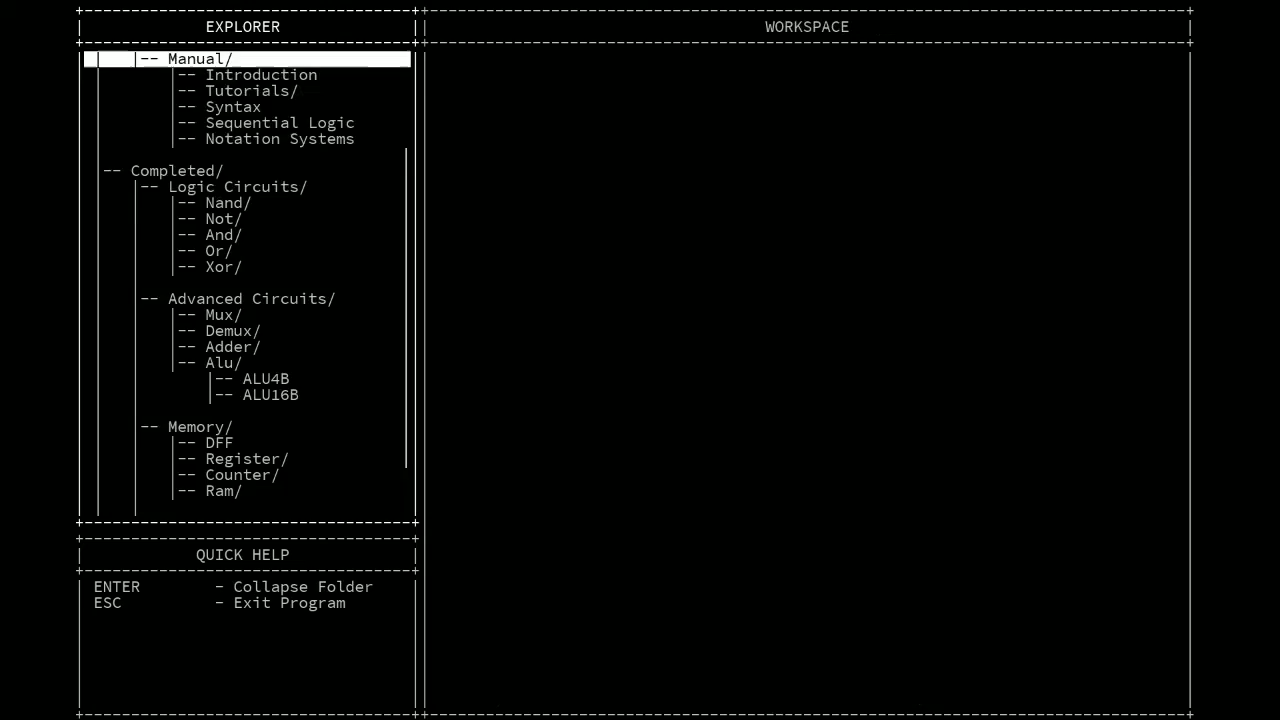 EXPLORER
WORKSPACE
-- Manual/
-- Introduction
-- Tutorials/
-- Syntax
-- Sequential Logic
-- Notation Systems
-- Completed/
-- Logic Circuits/
-- Nand/
-- Not/
-- And/
-- Or/
-- Xor/
-- Advanced Circuits/
-- Mux/
-- Demux/
-- Adder/
-- Alu/
-- ALU4B
-- ALU16B
-- Memory/
-- DFF
-- Register/
-- Counter/
-- Ram/
QUICK HELP
ENTER - Collapse Folder
ESC - Exit Program